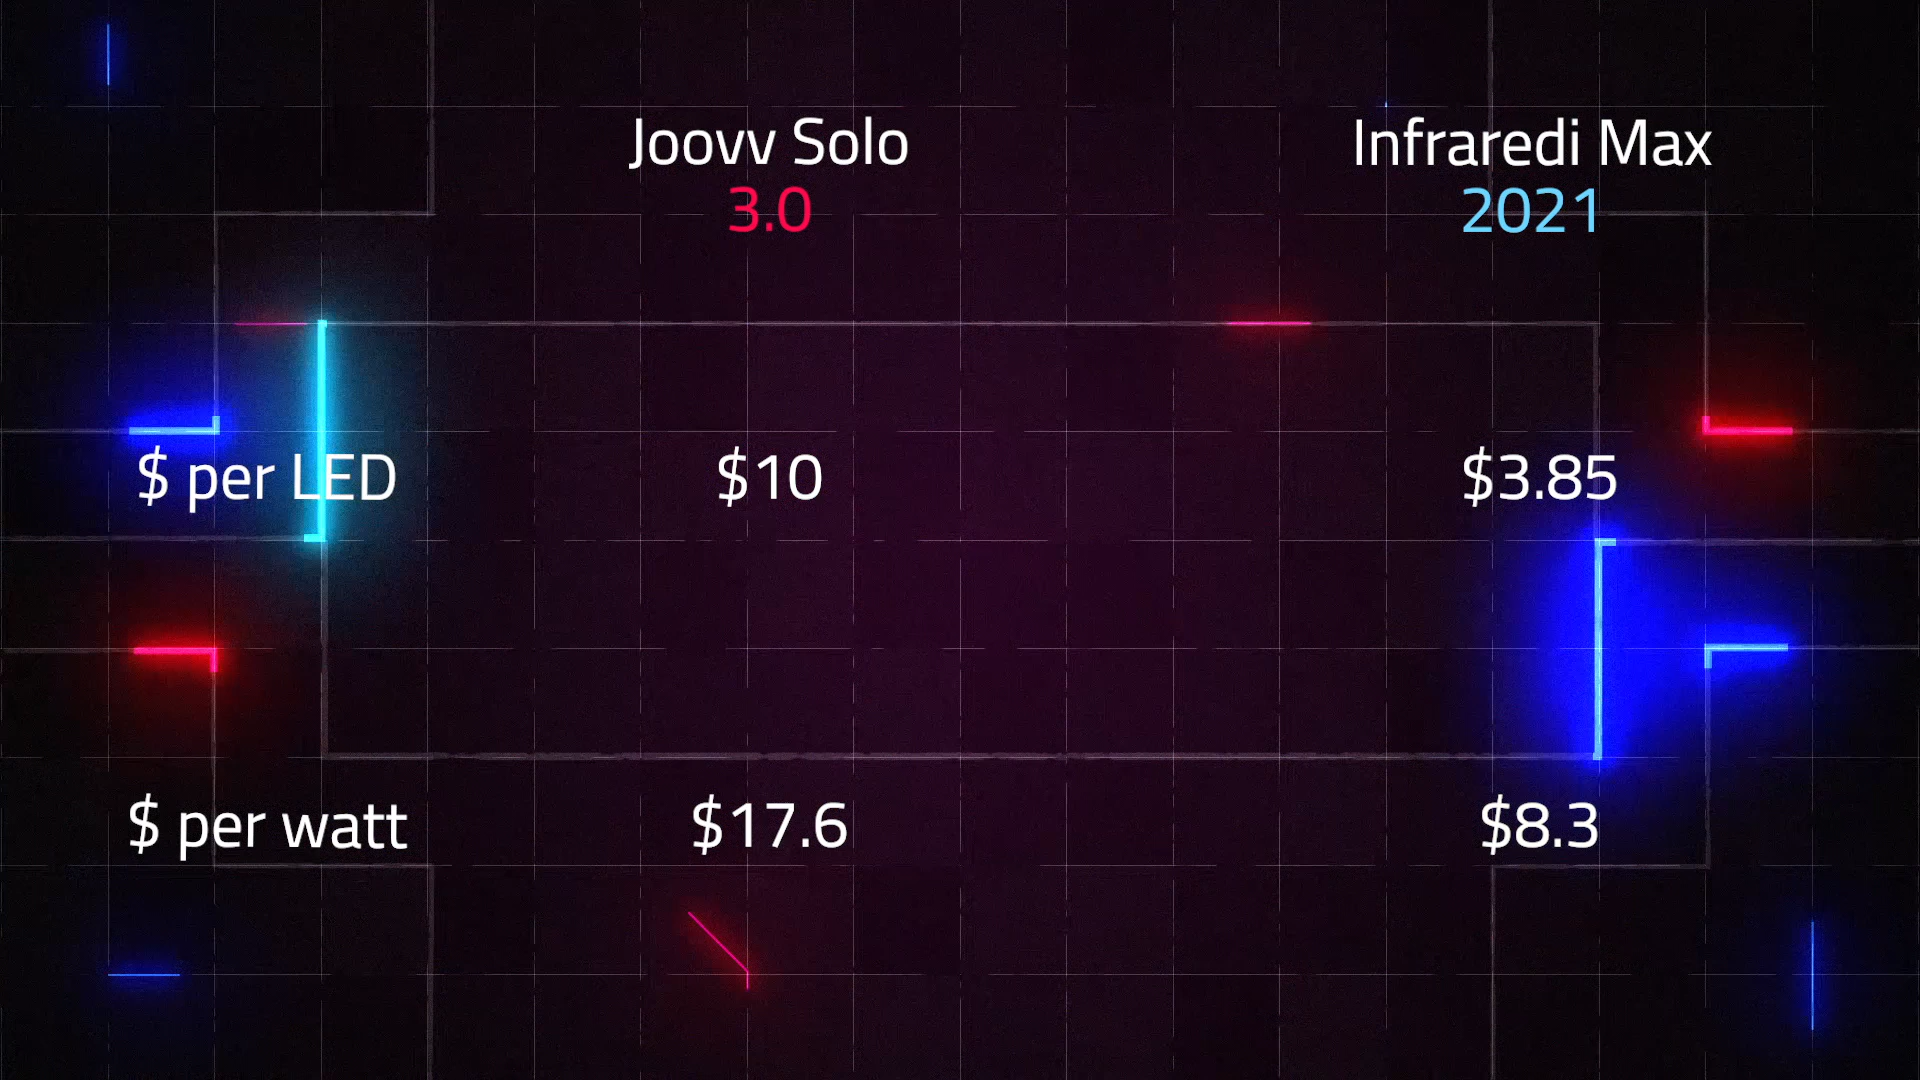 Joovv Solo
3.0
Infraredi Max
2021
$ per LED
$10
$3.85
$ per watt
$17.6
$8.3